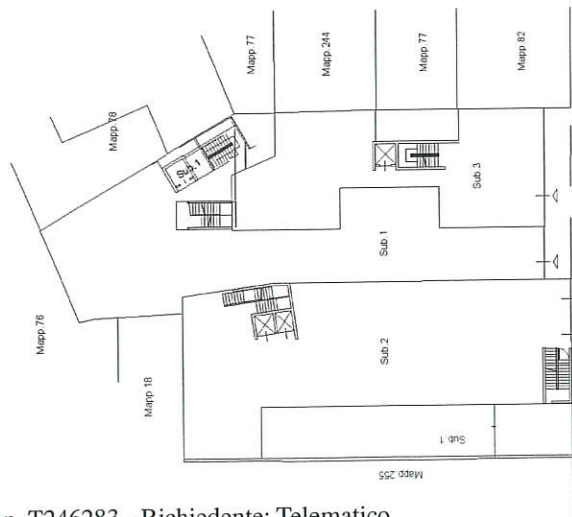 Mapp.77
Mapp.244
Mapp.77
Mapp.82
Mapp.78
Sub.1
Sub.3
Sub.1
Mapp.76
Mapp.18
Sub.2
Sub.1
Mapp.255
n. T246283 - Richiedente: Telematico